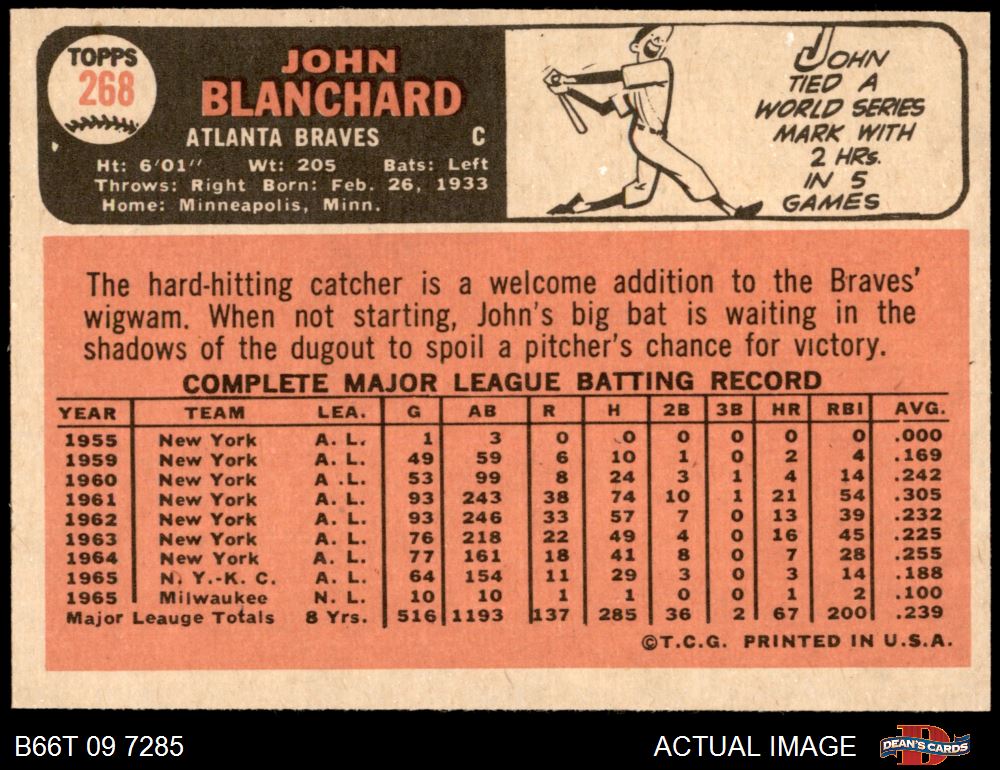 TOPPS
268
JOHN
BLANCHARD
ATLANTA BRAVES C
Ht: 6'01" Wt: 205 Bats: Left
Throws: Right Born: Feb. 26, 1933
Home: Minneapolis, Minn.
JOHN
TIED A
WORLD SERIES
MARK WITH
2 HRs.
IN 5
GAMES
The hard-hitting catcher is a welcome addition to the Braves'
wigwam. When not starting, John's big bat is waiting in the
shadows of the dugout to spoil a pitcher's chance for victory.
COMPLETE MAJOR LEAGUE BATTING RECORD
YEAR TEAM LEA. G AB R H 2B 3B HR RBI AVG.
1955 New York A. L. 1 3 0 0 0 0 0 0 .000
1959 New York A. L. 49 59 6 10 1 0 2 4 .169
1960 New York A .L. 53 99 8 24 3 1 4 14 .242
1961 New York A. L. 93 243 38 74 10 1 21 54 .305
1962 New York A. L. 93 246 33 57 7 0 13 39 .232
1963 New York A. L. 76 218 22 49 4 0 16 45 .225
1964 New York A. L. 77 161 18 41 8 0 7 28 .255
1965 N. Y.-K. C. A. L. 64 154 11 29 3 0 3 14 .188
1965 Milwaukee N. L. 10 10 1 1 0 0 1 2 .100
Major Leauge Totals 8 Yrs. 516 1193 137 285 36 2 67 200 .239
©T.C.G. PRINTED IN U.S.A.
B66T 09 7285 ACTUAL IMAGE D DEAN'S CARDS